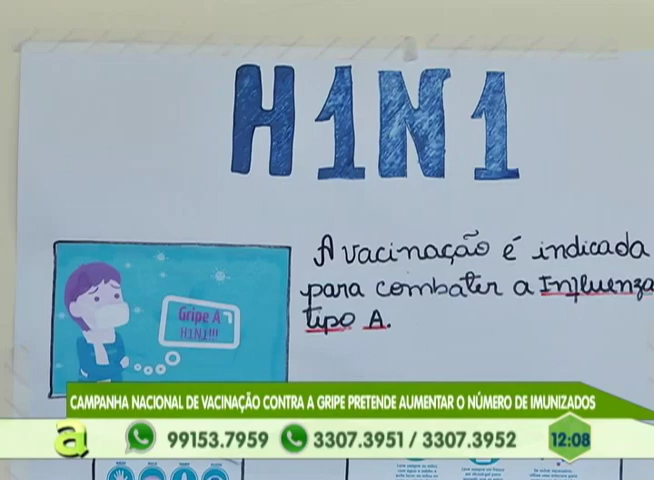 H1N1
A vacinação é indicada
para combater a Influenza
tipo A.
Gripe A
H1N1!!!
CAMPANHA NACIONAL DE VACINAÇÃO CONTRA A GRIPE PRETENDE AUMENTAR O NÚMERO DE IMUNIZADOS
a 99153.7959 3307.3951 / 3307.3952 12:08